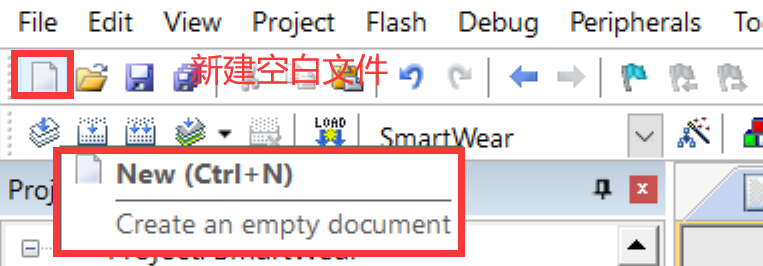 File Edit View Project Flash Debug Peripherals To
新建空白文件
LOAD
SmartWear
New (Ctrl+N)
Proj
Create an empty document